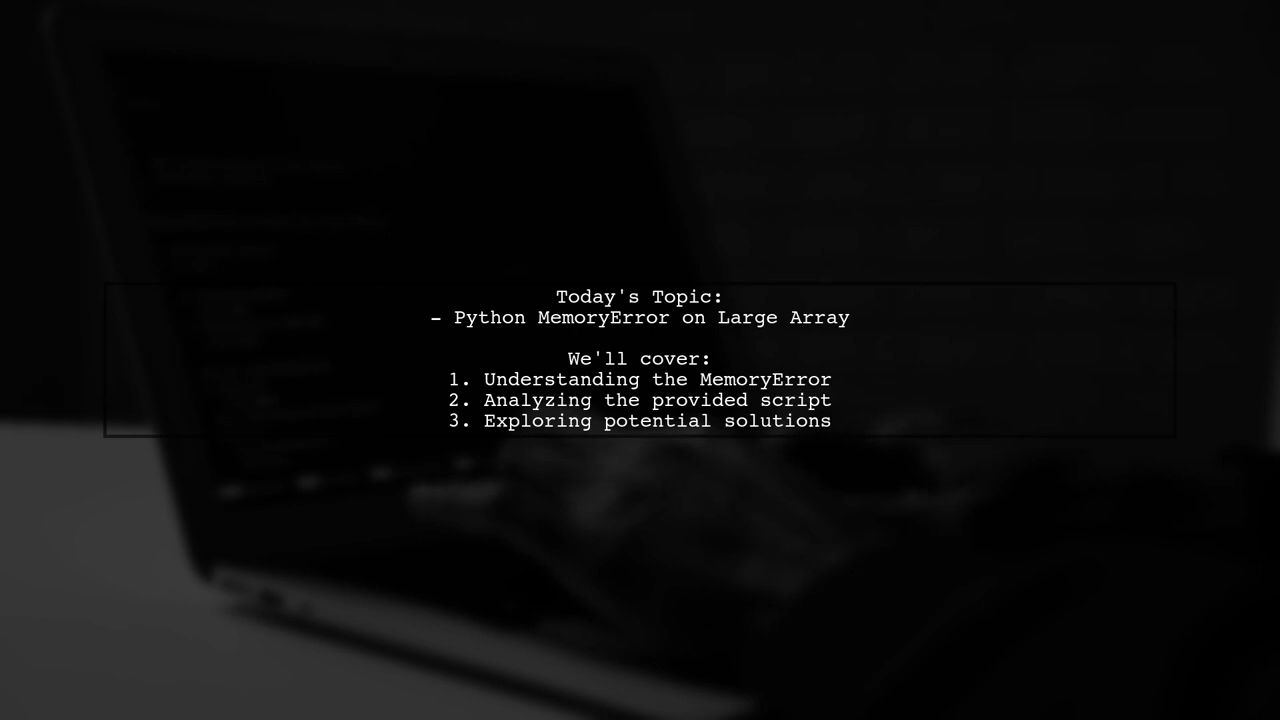 Today's Topic:
- Python MemoryError on Large Array
We'll cover:
1. Understanding the MemoryError
2. Analyzing the provided script
3. Exploring potential solutions